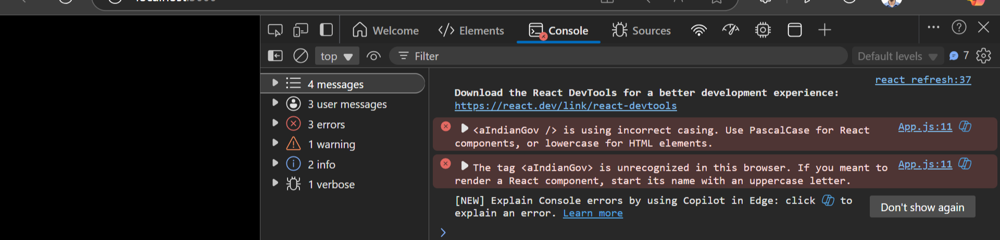 Welcome
Elements
Console
Sources
top
Filter
Default levels
7
4 messages
3 user messages
3 errors
1 warning
2 info
1 verbose
react refresh:37
Download the React DevTools for a better development experience:
https://react.dev/link/react-devtools
<aIndianGov /> is using incorrect casing. Use PascalCase for React
App.js:11
components, or lowercase for HTML elements.
The tag <aIndianGov> is unrecognized in this browser. If you meant to
App.js:11
render a React component, start its name with an uppercase letter.
[NEW] Explain Console errors by using Copilot in Edge: click to
explain an error. Learn more
Don't show again